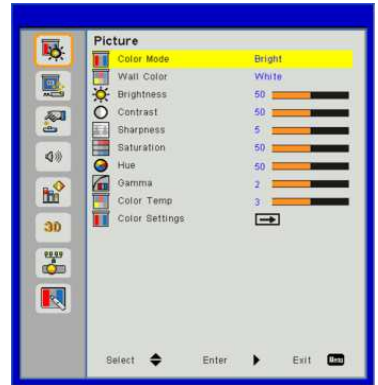 Picture
Color Mode Bright
Wall Color White
Brightness 50
Contrast 50
Sharpness 5
Saturation 50
Hue 50
Gamma 2
Color Temp 3
Color Settings
3D
Select Enter Exit Menu